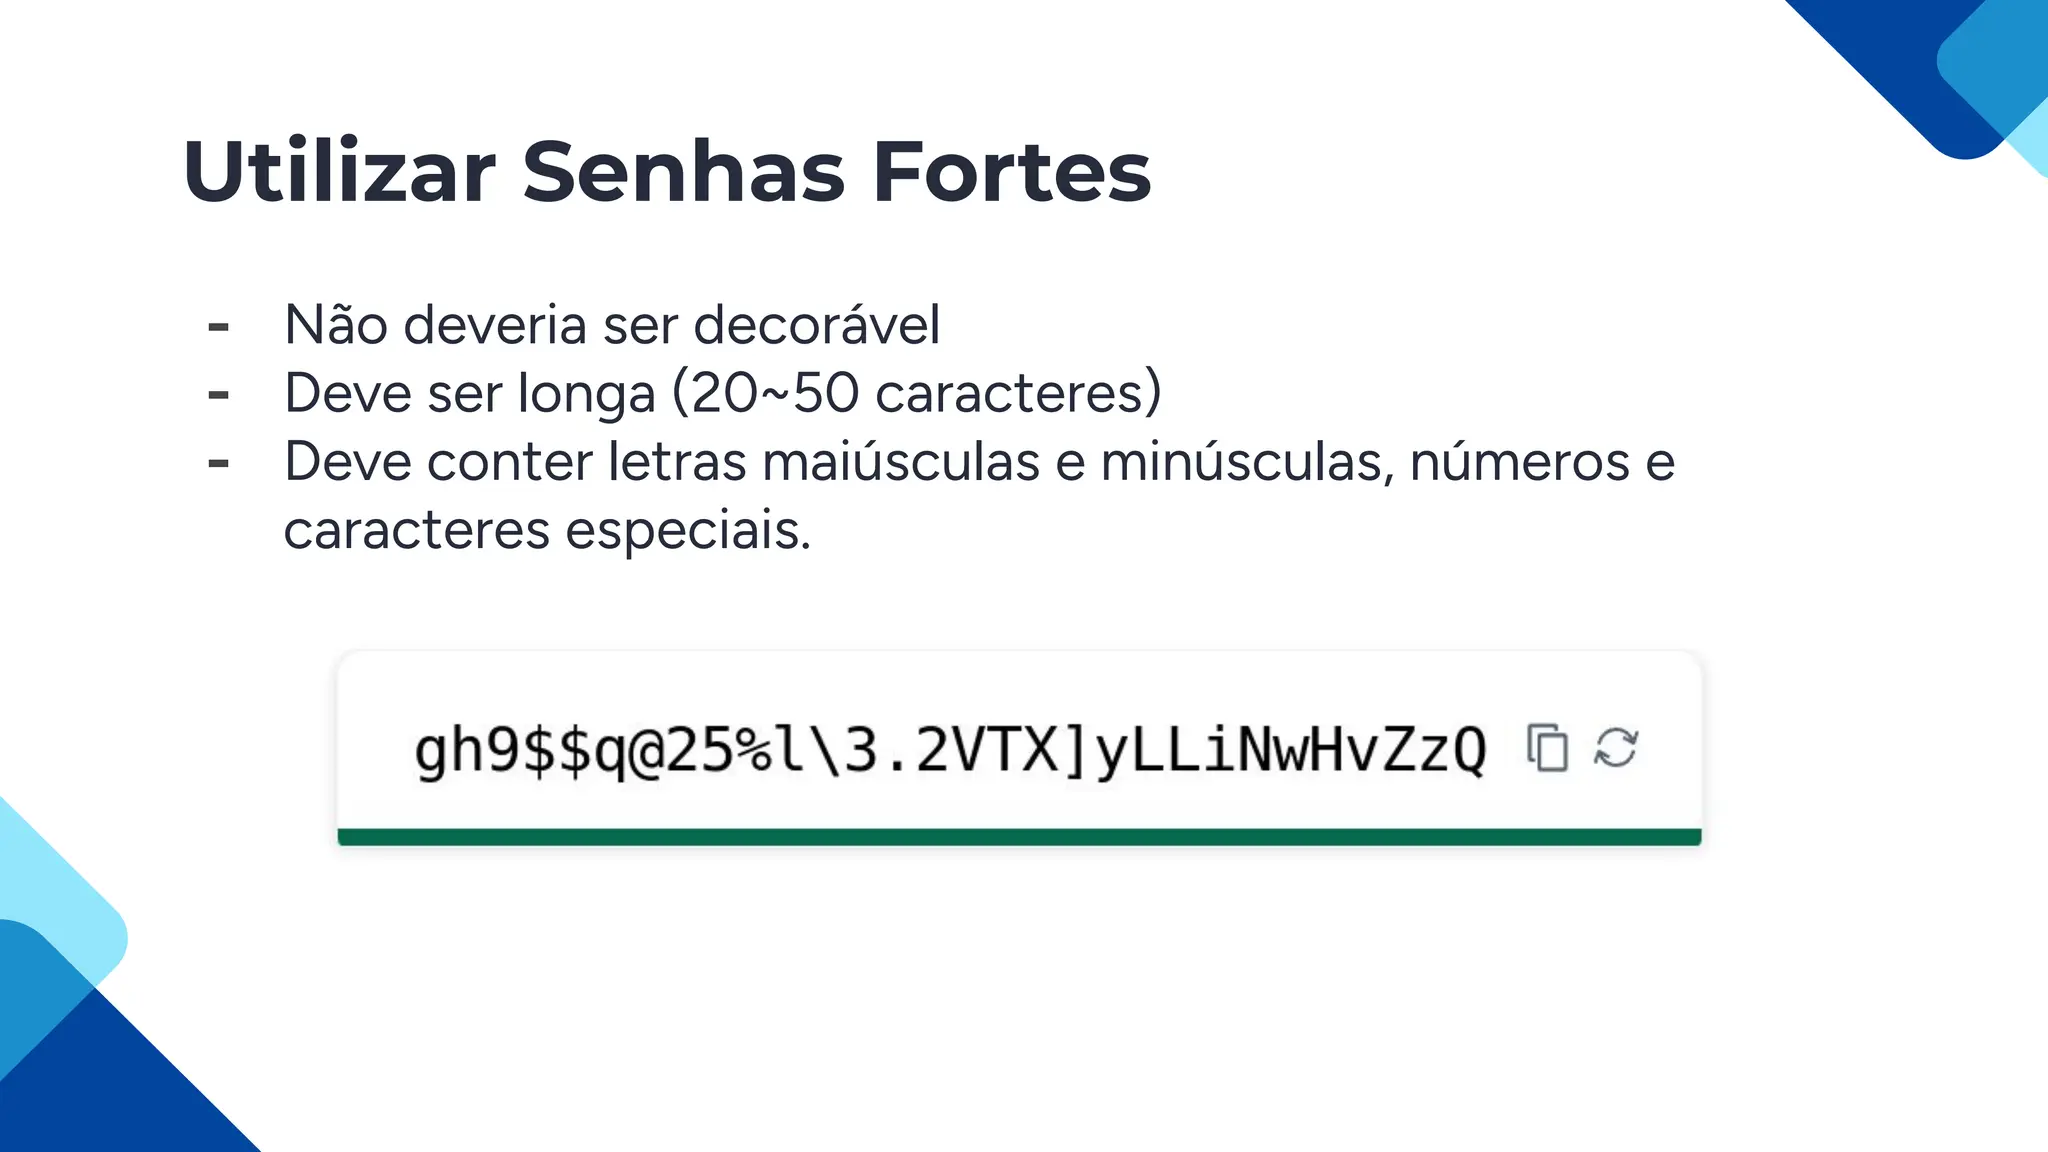 Utilizar Senhas Fortes
- Não deveria ser decorável
- Deve ser longa (20~50 caracteres)
- Deve conter letras maiúsculas e minúsculas, números e
caracteres especiais.
gh9$$q@25%l\3.2VTX]yLLiNwHvZzQ